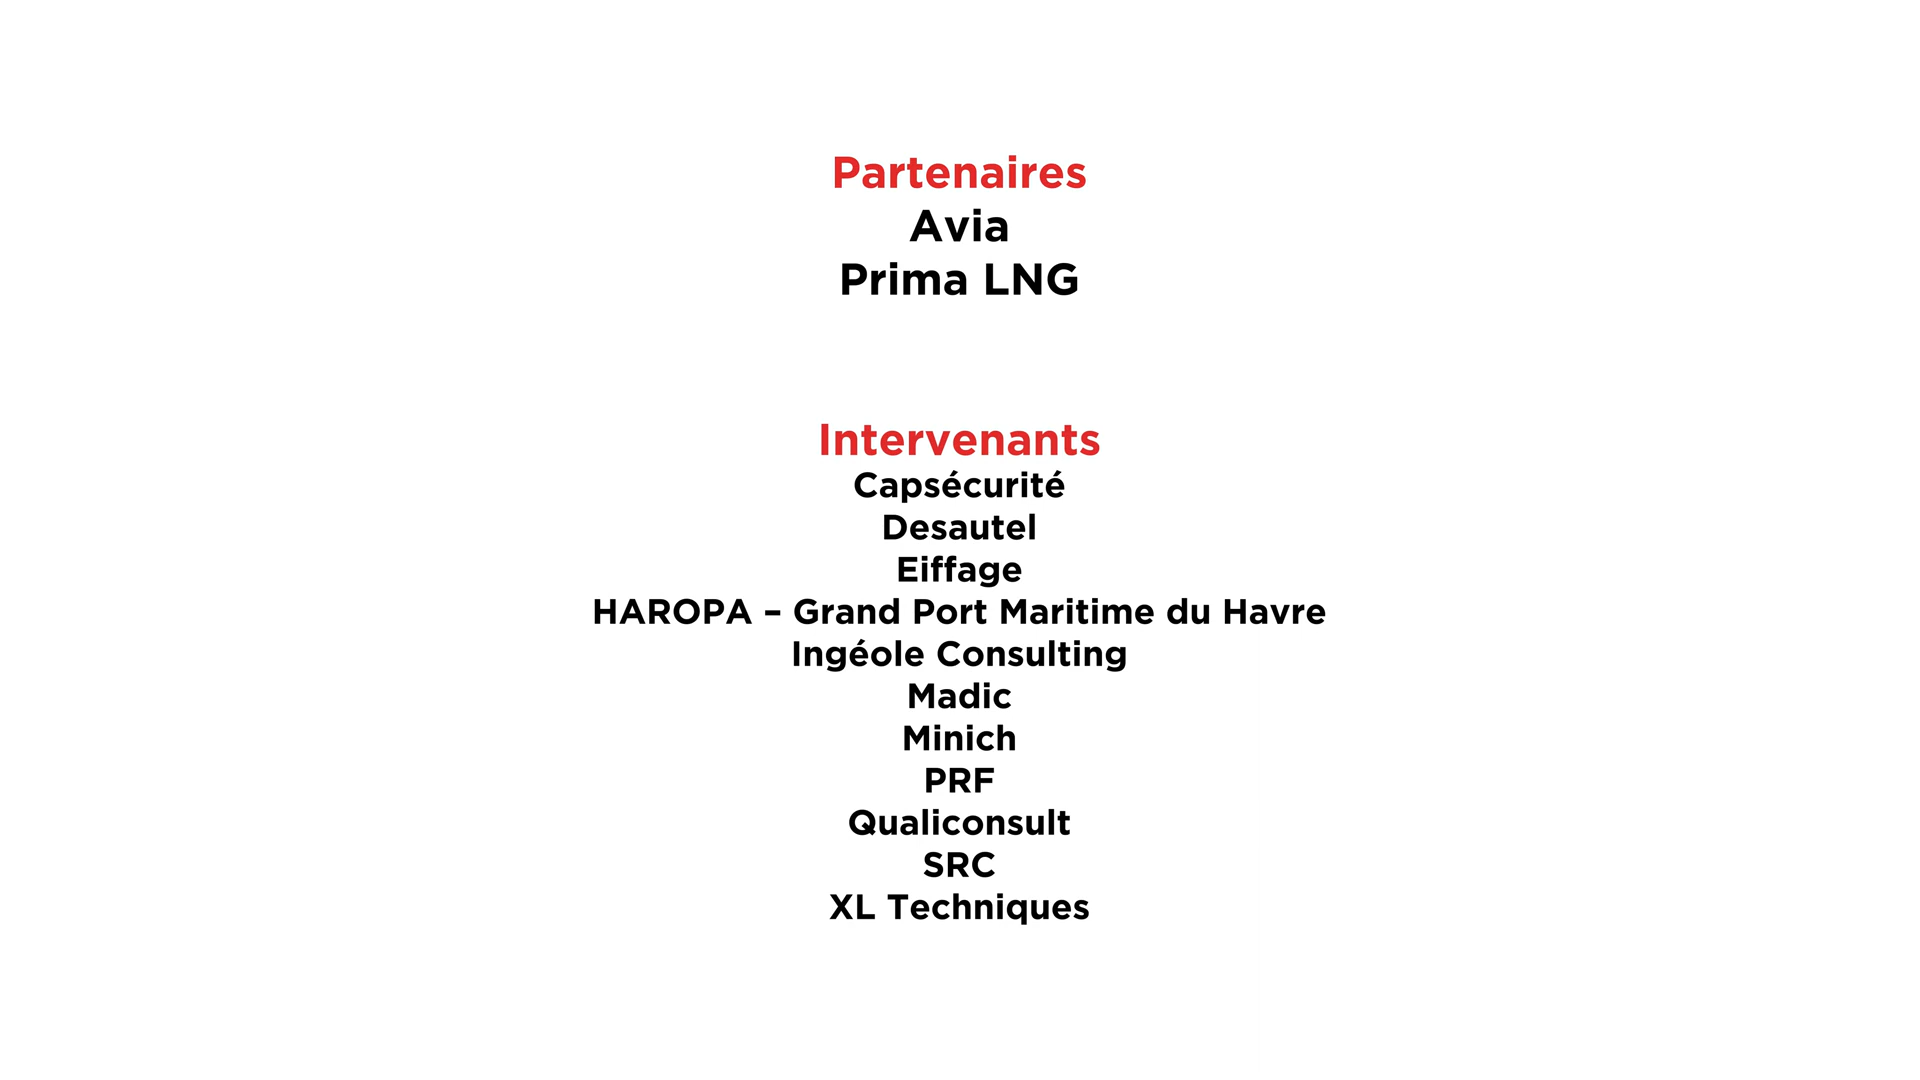 Partenaires
Avia
Prima LNG
Intervenants
Capsécurité
Desautel
Eiffage
HAROPA – Grand Port Maritime du Havre
Ingéole Consulting
Madic
Minich
PRF
Qualiconsult
SRC
XL Techniques